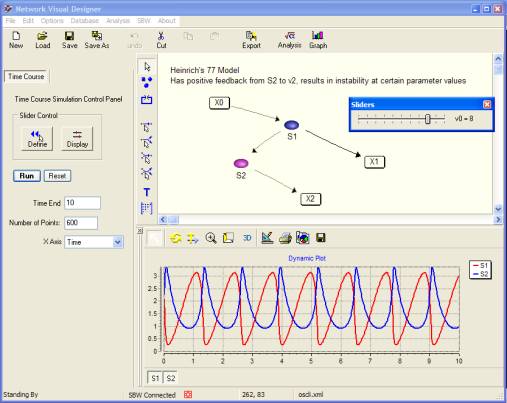 Network Visual Designer
File Edit Options Database Analysis SBW About
New Load Save Save As undo Cut Export Analysis Graph
Time Course
Time Course Simulation Control Panel
Slider Control
Define Display
Run Reset
Time End 10
Number of Points: 600
X Axis Time
T
Heinrich's 77 Model
Has positive feedback from S2 to v2, results in instability at certain parameter values
X0
S1
X1
S2
X2
Sliders
v0 = 8
3D
Dynamic Plot
S1
S2
3
2.5
2
1.5
1
0.5
0
0 1 2 3 4 5 6 7 8 9 10
S1 S2
Standing By SBW Connected 262, 83 oscli.xml